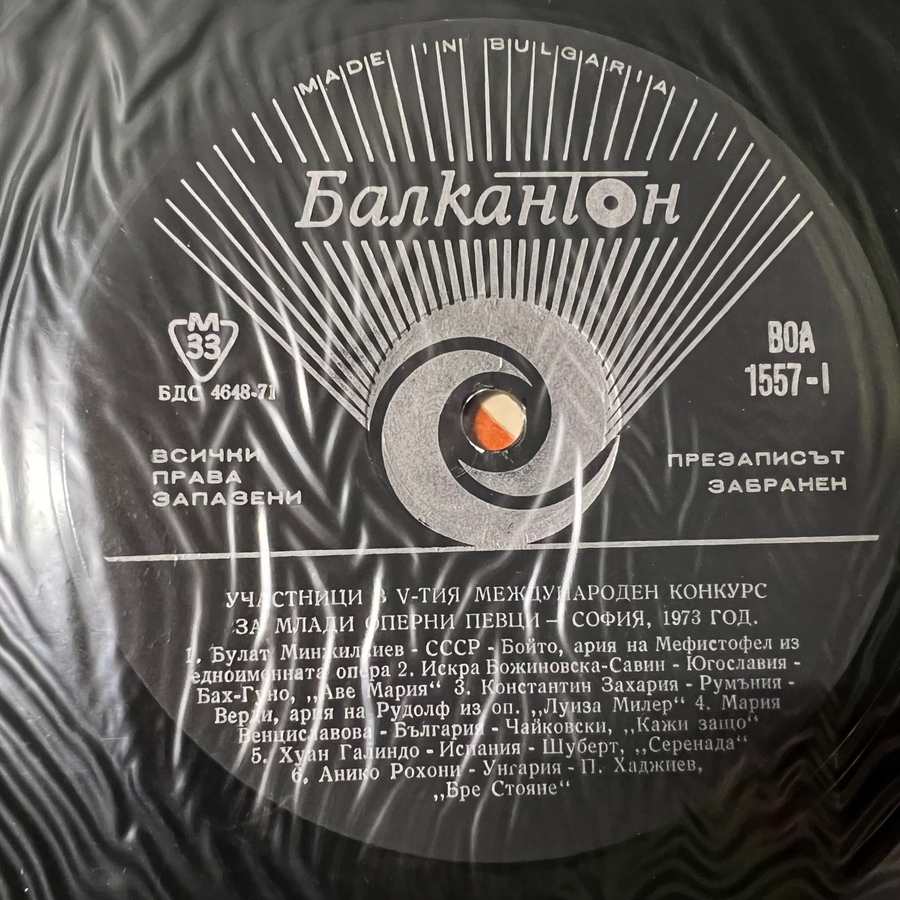 MADE IN BULGARIA
Балкантон
М
33
БДС 4648-71
ВОА
1557-I
ВСИЧКИ
ПРАВА
ЗАПАЗЕНИ
ПРЕЗАПИСЪТ
ЗАБРАНЕН
УЧАСТНИЦИ В V-ТИЯ МЕЖДУНАРОДЕН КОНКУРС
ЗА МЛАДИ ОПЕРНИ ПЕВЦИ — СОФИЯ, 1973 ГОД.
1. Булат Минжилкиев - СССР - Бойто, ария на Мефистофел из
едноименната опера 2. Искра Божиновска-Савин - Югославия -
Бах-Гуно, „Аве Мария“ 3. Константин Захария - Румъния -
Верди, ария на Рудолф из оп. „Луиза Милер“ 4. Мария
Венциславова - България - Чайковски, „Кажи защо“
5. Хуан Галиндо - Испания - Шуберт, „Серенада“
6. Анико Рохони - Унгария - П. Хаджиев,
„Бре Стояне“